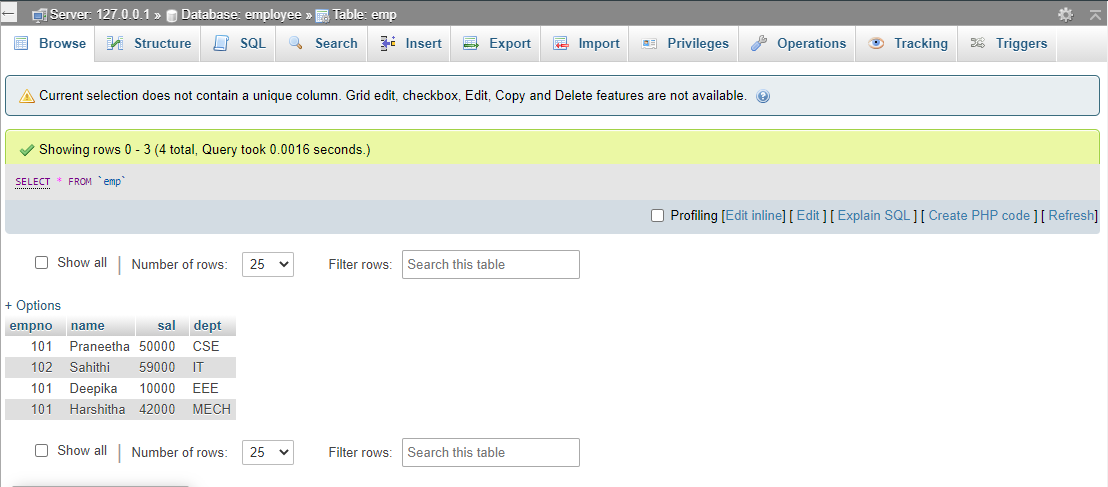 Server: 127.0.0.1 » Database: employee » Table: emp
Browse Structure SQL Search Insert Export Import Privileges Operations Tracking Triggers
Current selection does not contain a unique column. Grid edit, checkbox, Edit, Copy and Delete features are not available.
Showing rows 0 - 3 (4 total, Query took 0.0016 seconds.)
SELECT * FROM `emp`
Profiling [Edit inline] [ Edit ] [ Explain SQL ] [ Create PHP code ] [ Refresh]
Show all | Number of rows: 25 Filter rows: Search this table
+ Options
empno name sal dept
101 Praneetha 50000 CSE
102 Sahithi 59000 IT
101 Deepika 10000 EEE
101 Harshitha 42000 MECH
Show all | Number of rows: 25 Filter rows: Search this table